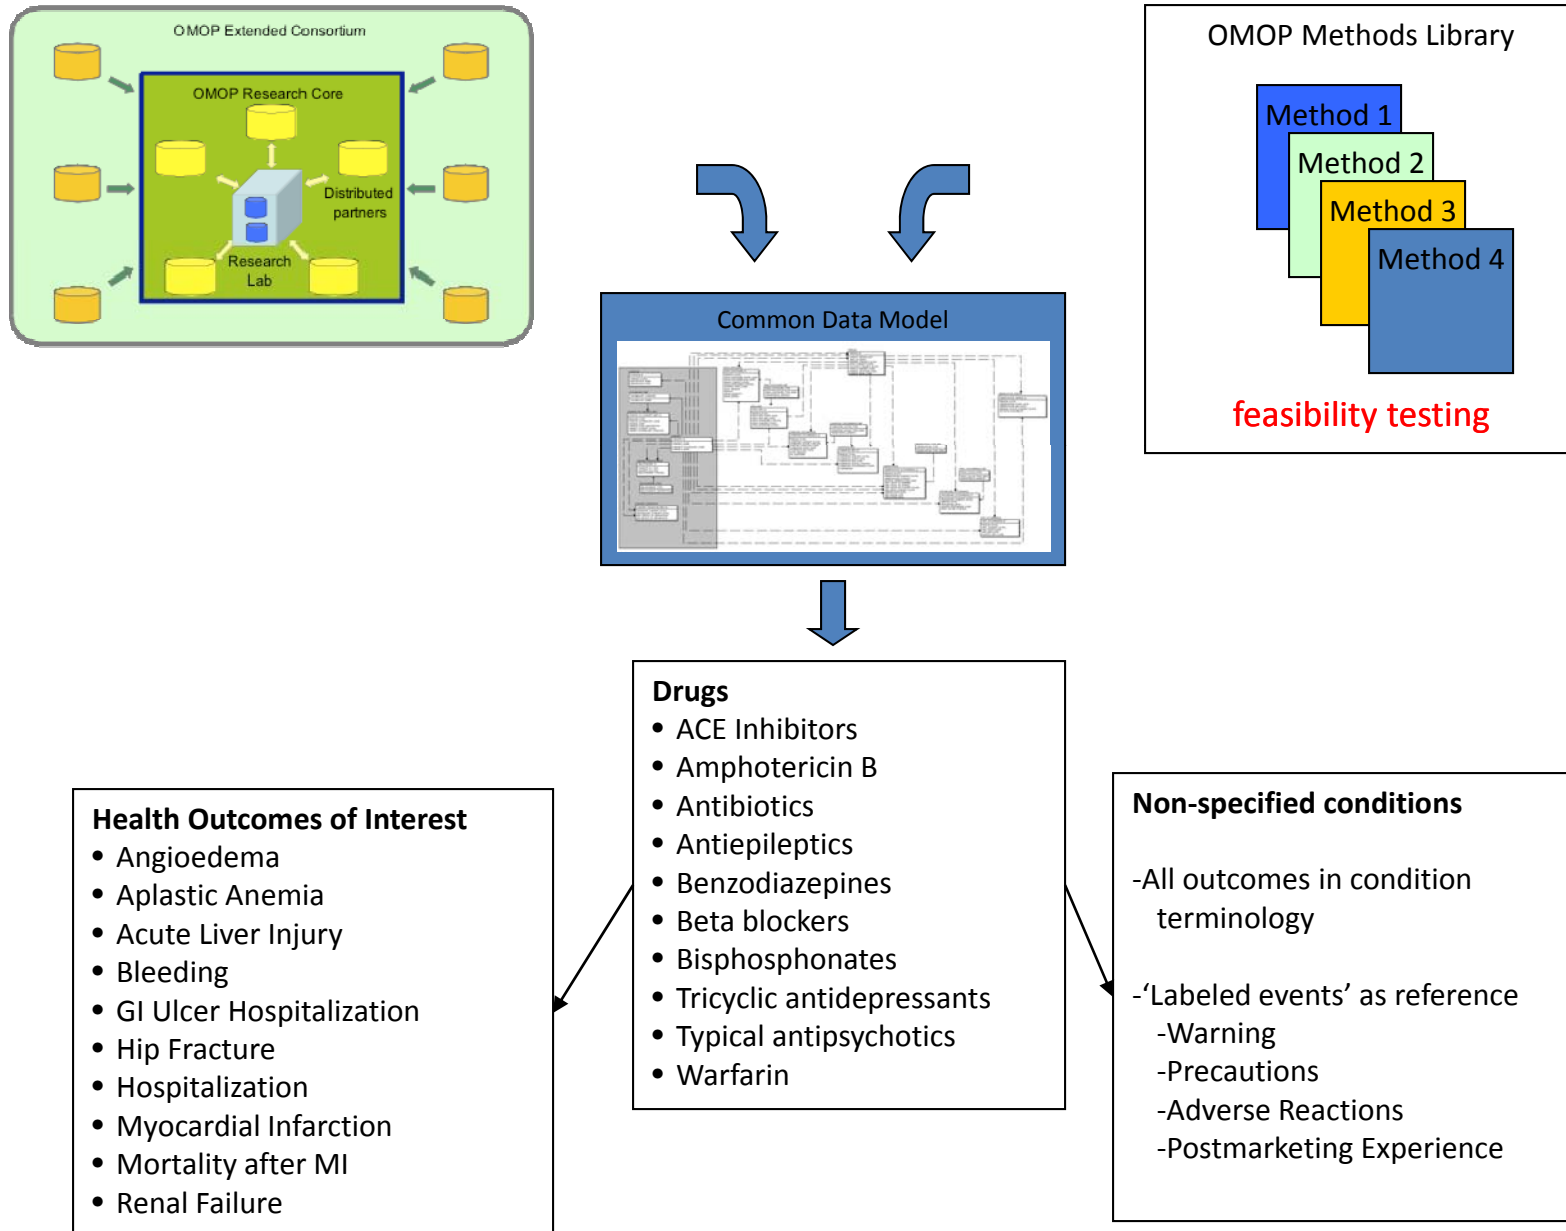 OMOP Extended Consortium
OMOP Research Core
Distributed
partners
Research
Lab
OMOP Methods Library
Method 1
Method 2
Method 3
Method 4
feasibility testing
Common Data Model
Drugs
• ACE Inhibitors
• Amphotericin B
• Antibiotics
• Antiepileptics
• Benzodiazepines
• Beta blockers
• Bisphosphonates
• Tricyclic antidepressants
• Typical antipsychotics
• Warfarin
Health Outcomes of Interest
• Angioedema
• Aplastic Anemia
• Acute Liver Injury
• Bleeding
• GI Ulcer Hospitalization
• Hip Fracture
• Hospitalization
• Myocardial Infarction
• Mortality after MI
• Renal Failure
Non-specified conditions
-All outcomes in condition
terminology
-‘Labeled events’ as reference
-Warning
-Precautions
-Adverse Reactions
-Postmarketing Experience